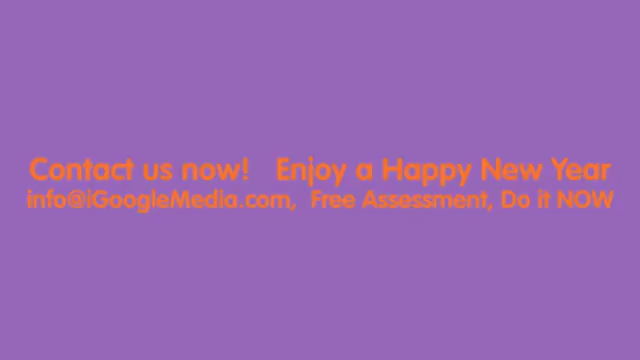 Contact us now!   Enjoy a Happy New Year
info@iGoogleMedia.com,  Free Assessment, Do it NOW